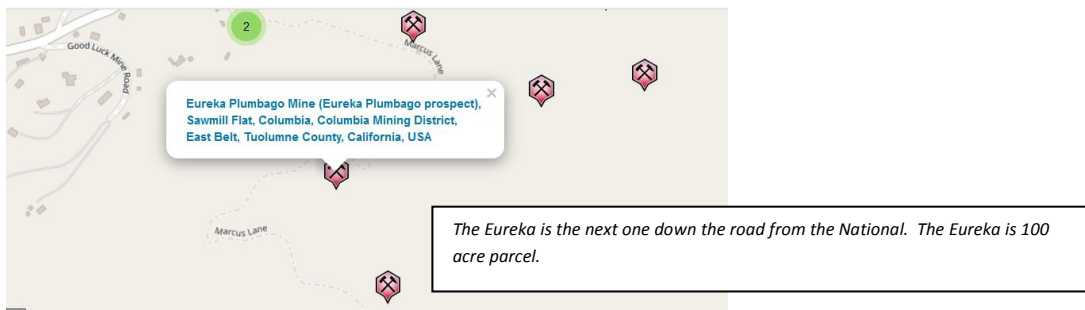 2
Good Luck Mine Road
Marcus Lane
×
Eureka Plumbago Mine (Eureka Plumbago prospect),
Sawmill Flat, Columbia, Columbia Mining District,
East Belt, Tuolumne County, California, USA
Marcus Lane
The Eureka is the next one down the road from the National. The Eureka is 100
acre parcel.